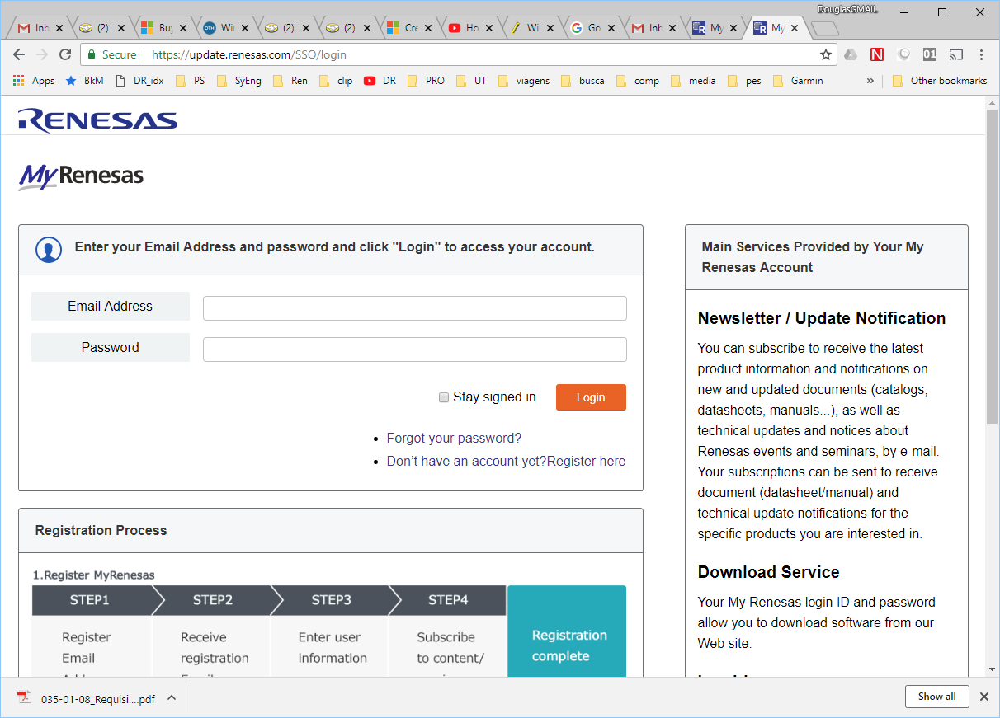 DouglasGMAIL
Inb
(2)
Buy
OTH
Win
(2)
(2)
Cre
Ho
Wi
Go
Inb
My
My
Secure
https://update.renesas.com/SSO/login
N
01
Apps
BkM
DR_idx
PS
SyEng
Ren
clip
DR
PRO
UT
viagens
busca
comp
media
pes
Garmin
»
Other bookmarks
RENESAS
MyRenesas
Enter your Email Address and password and click "Login" to access your account.
Email Address
Password
Stay signed in
Login
• Forgot your password?
• Don't have an account yet?Register here
Registration Process
1.Register MyRenesas
STEP1
STEP2
STEP3
STEP4
Register
Email
Receive
registration
Enter user
information
Subscribe
to content/
Registration
complete
Main Services Provided by Your My
Renesas Account
Newsletter / Update Notification
You can subscribe to receive the latest
product information and notifications on
new and updated documents (catalogs,
datasheets, manuals...), as well as
technical updates and notices about
Renesas events and seminars, by e-mail.
Your subscriptions can be sent to receive
document (datasheet/manual) and
technical update notifications for the
specific products you are interested in.
Download Service
Your My Renesas login ID and password
allow you to download software from our
Web site.
035-01-08_Requisi....pdf
Show all